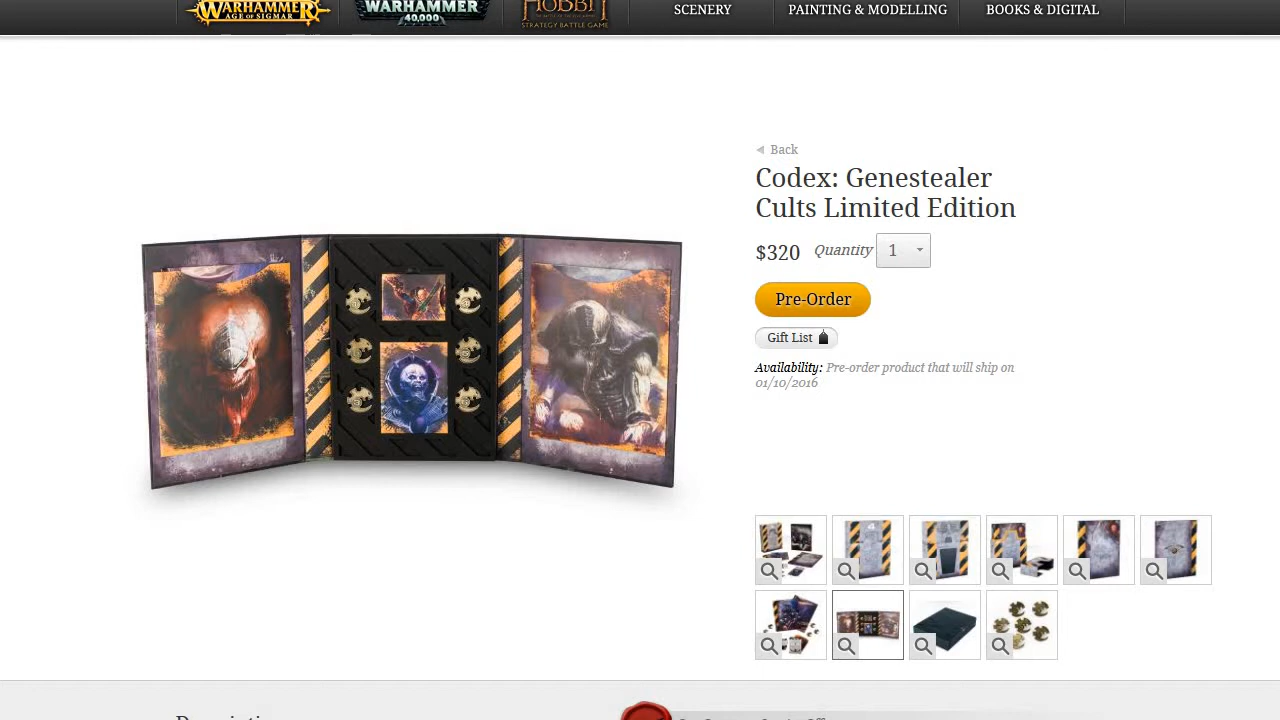 WARHAMMER
AGE OF SIGMAR
WARHAMMER
40,000
HOBBIT
STRATEGY BATTLE GAME
SCENERY
PAINTING & MODELLING
BOOKS & DIGITAL
Back
Codex: Genestealer
Cults Limited Edition
$320
Quantity
1
Pre-Order
Gift List
Availability: Pre-order product that will ship on
01/10/2016